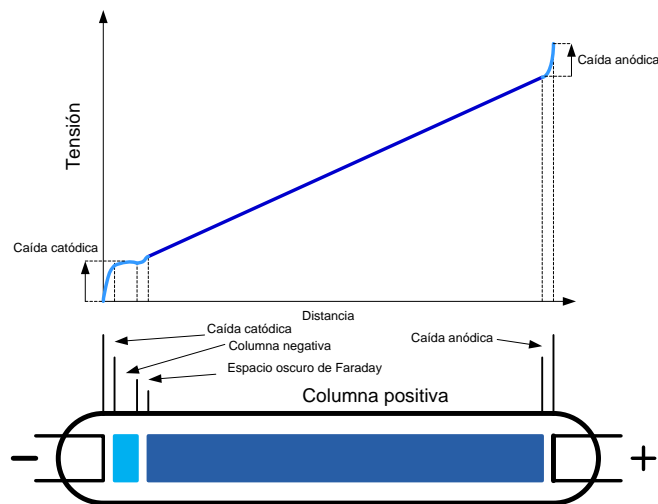 Caída anódica
Tensión
Caída catódica
Distancia
Caída catódica
Columna negativa
Caída anódica
Espacio oscuro de Faraday
Columna positiva
- +